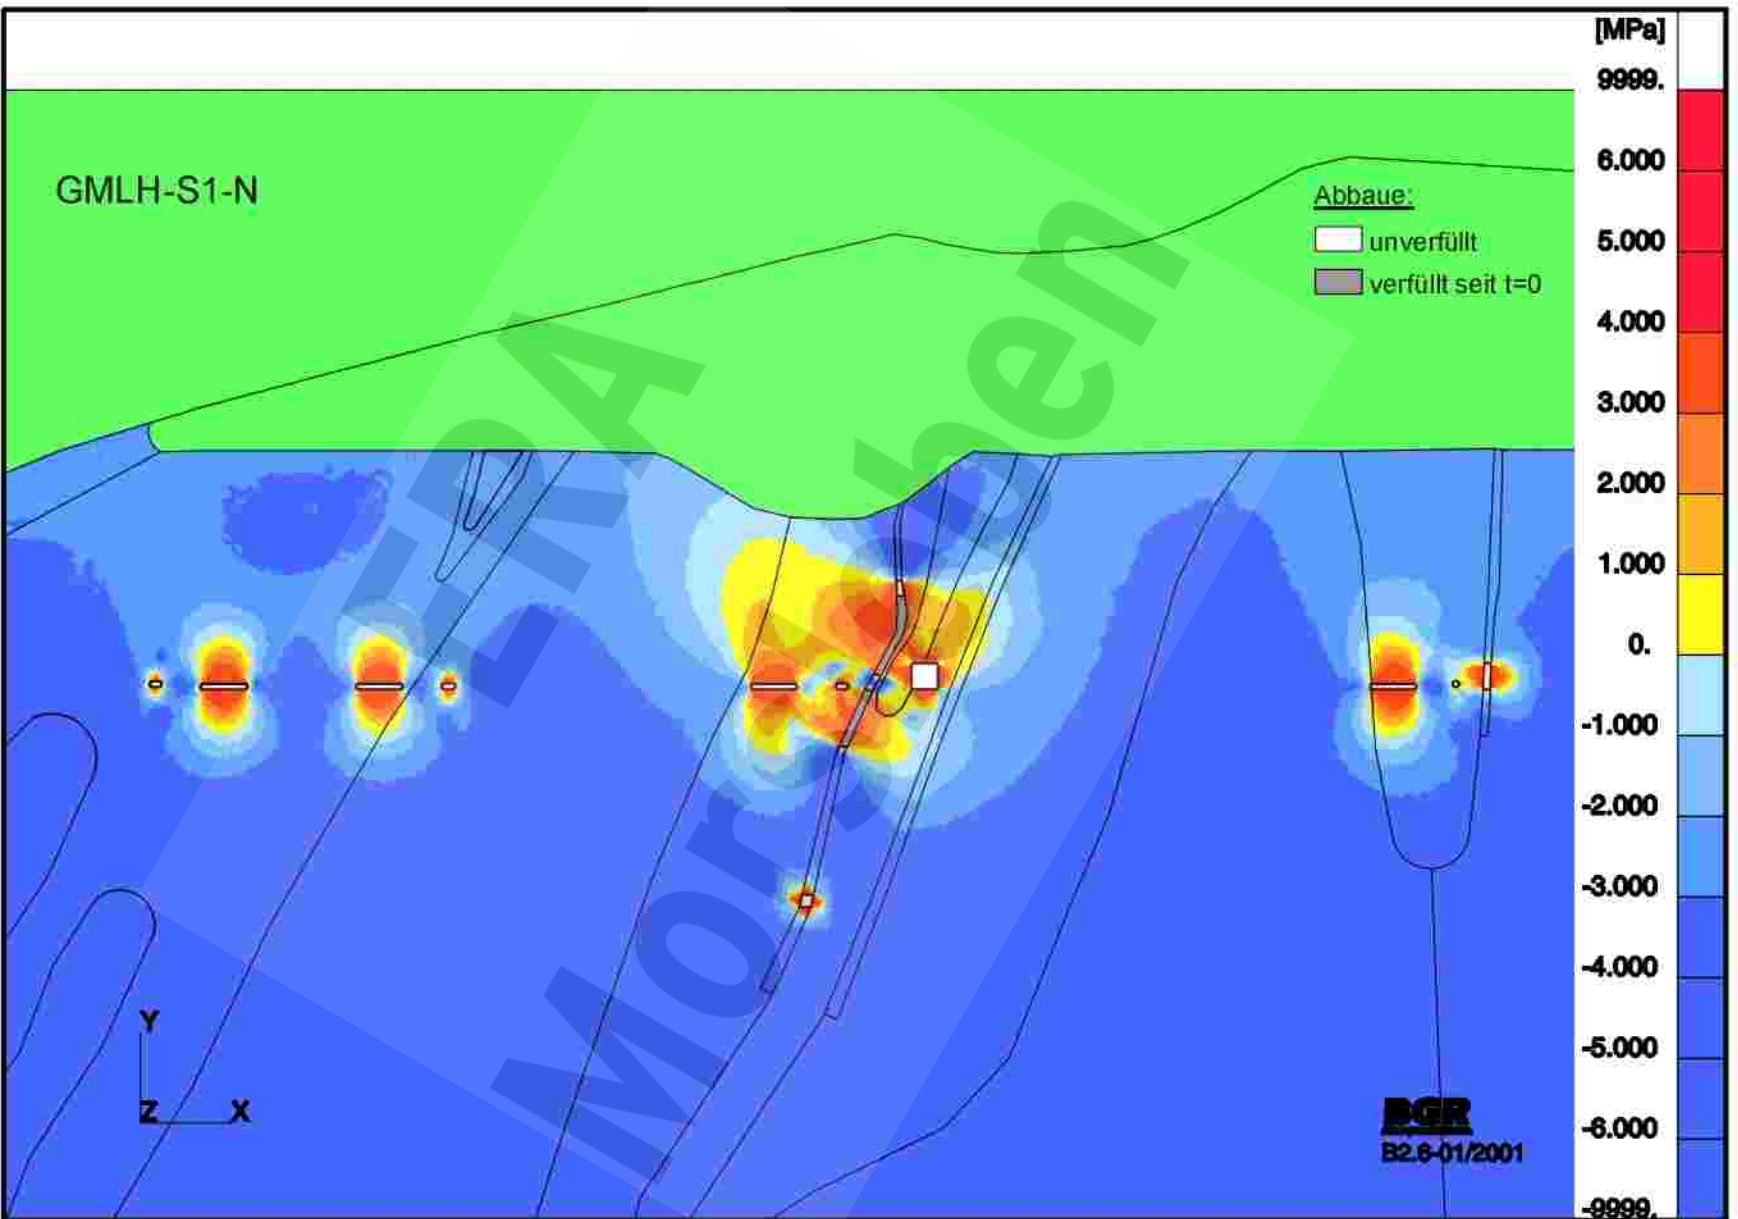 [MPa]
9999.
6.000
5.000
4.000
3.000
2.000
1.000
0.
-1.000
-2.000
-3.000
-4.000
-5.000
-6.000
-9999.
GMLH-S1-N
Abbaue:
unverfüllt
verfüllt seit t=0
ERA
Morsleben
Y
Z X
BGR
B2.6-01/2001